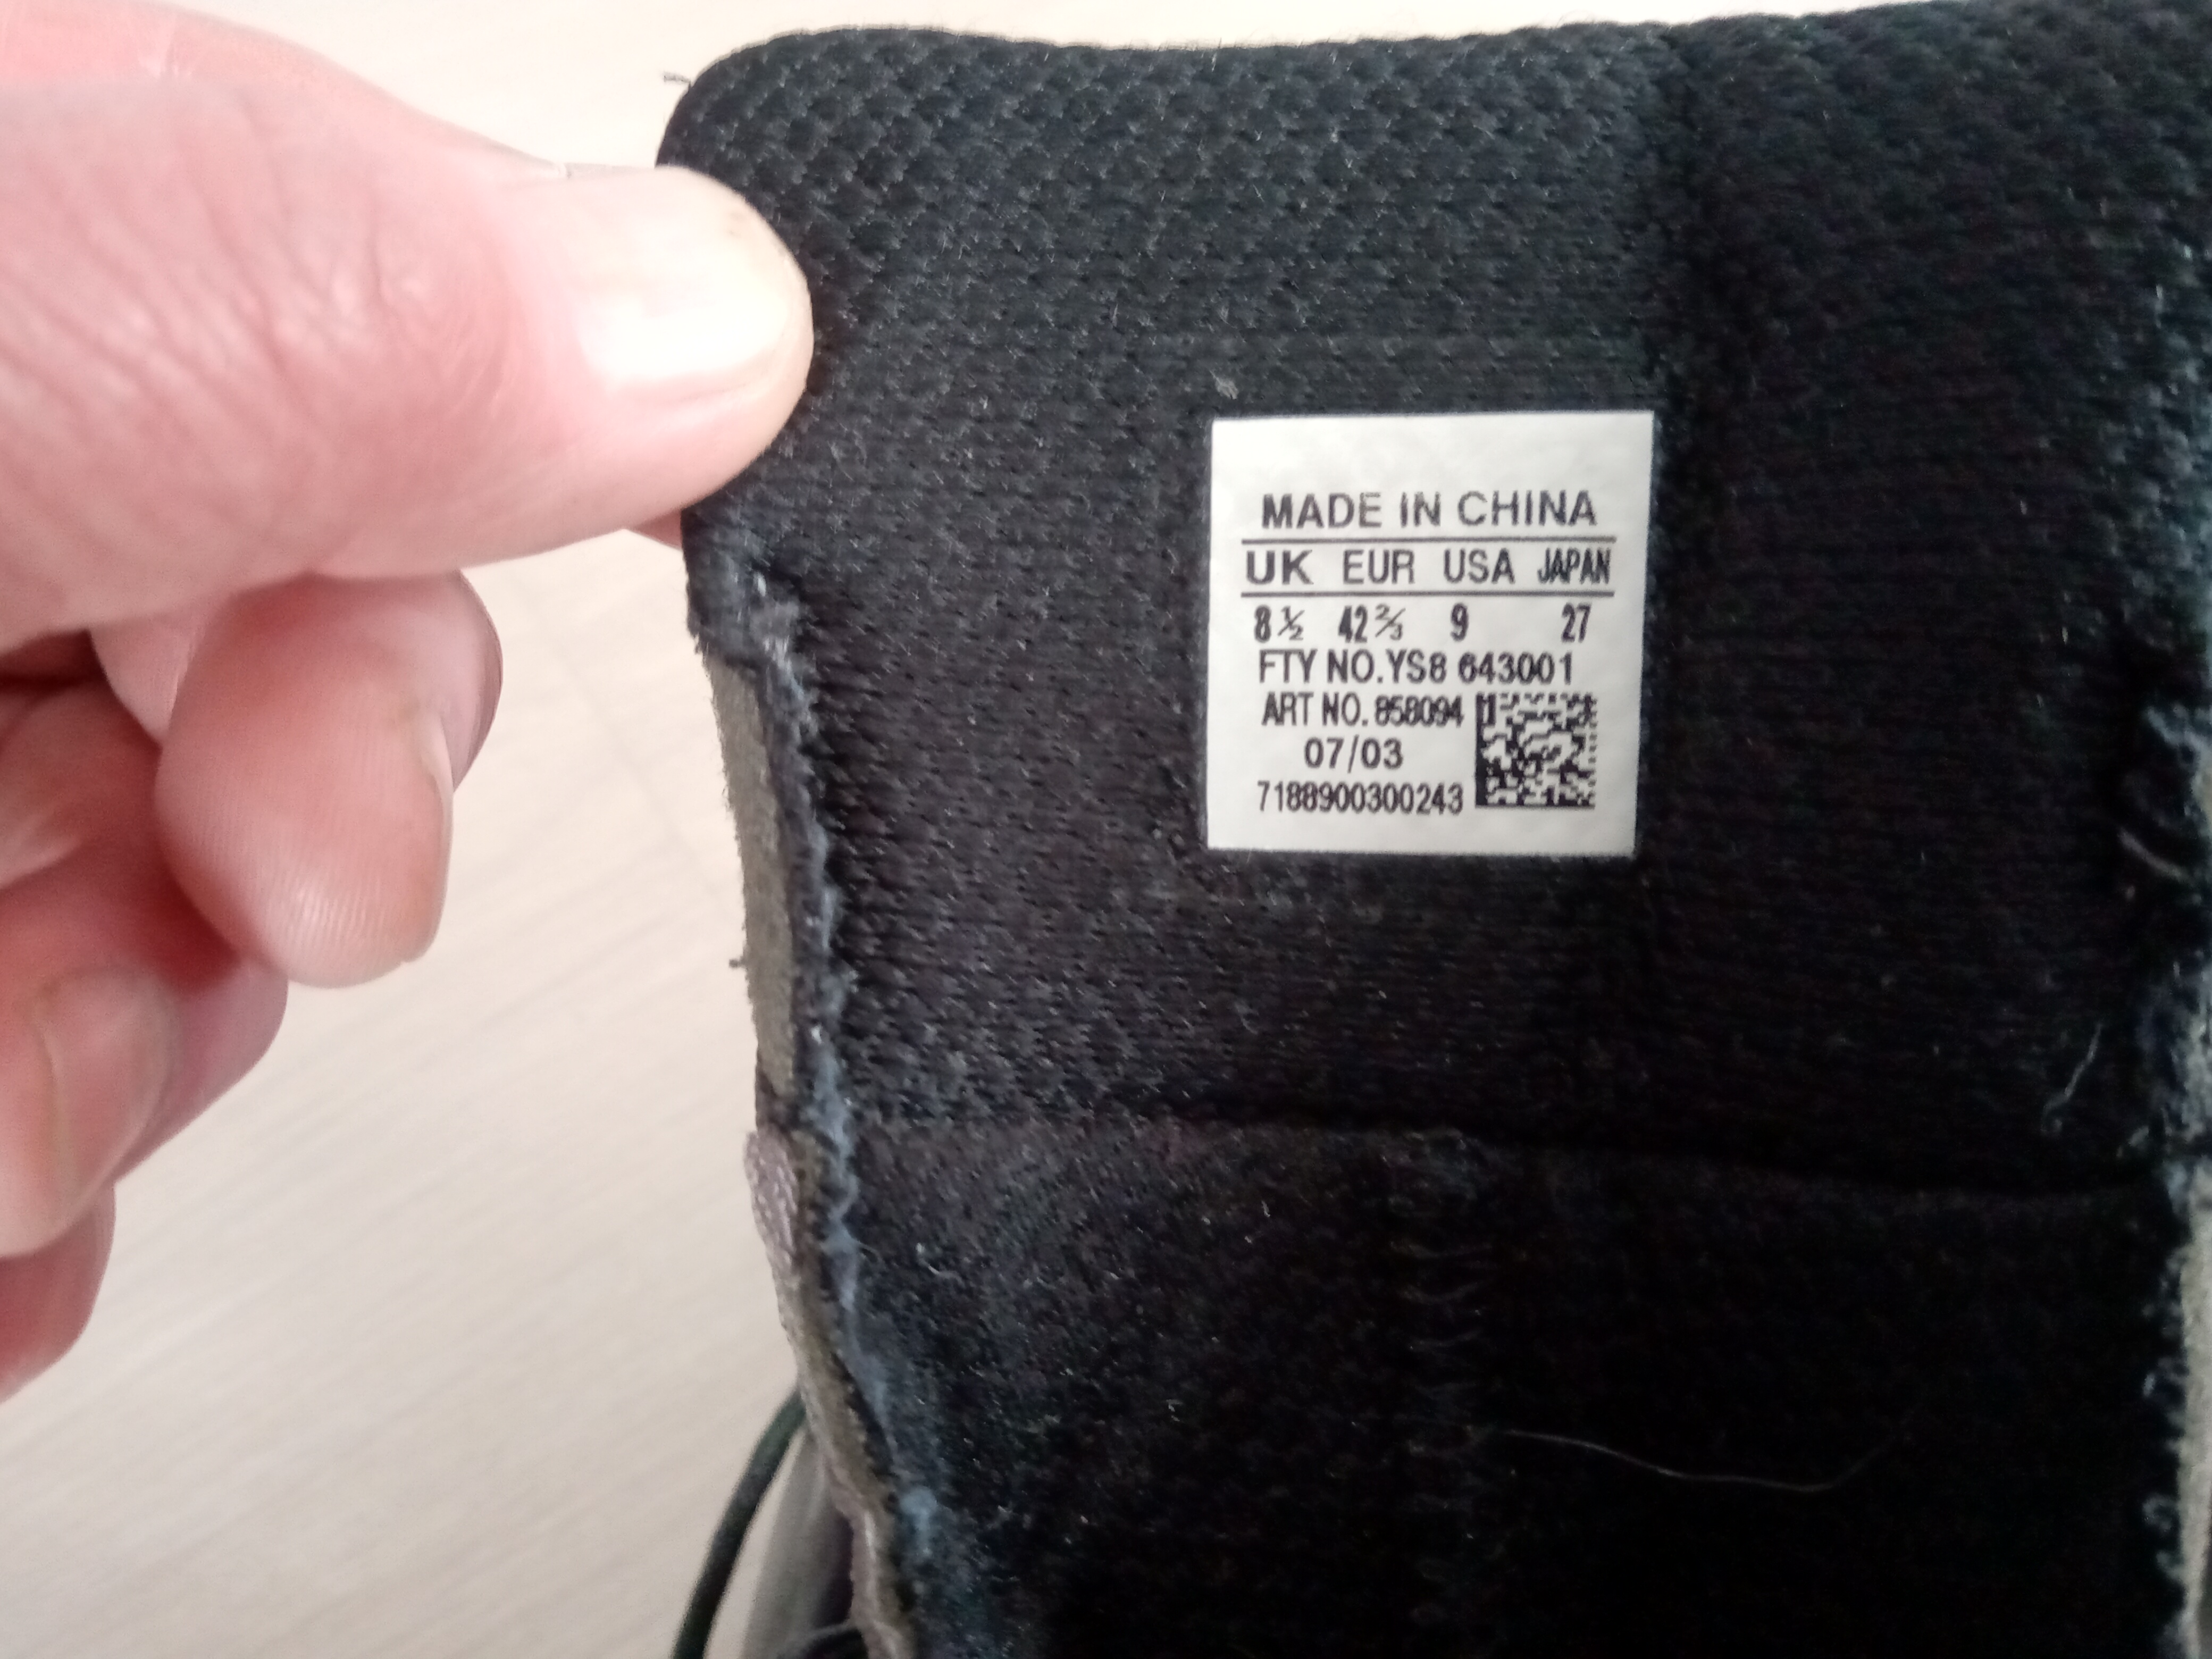 MADE IN CHINA
UK EUR USA JAPAN
8½ 42⅔ 9 27
FTY NO.YS8 643001
ART NO. 858094
07/03
7188900300243